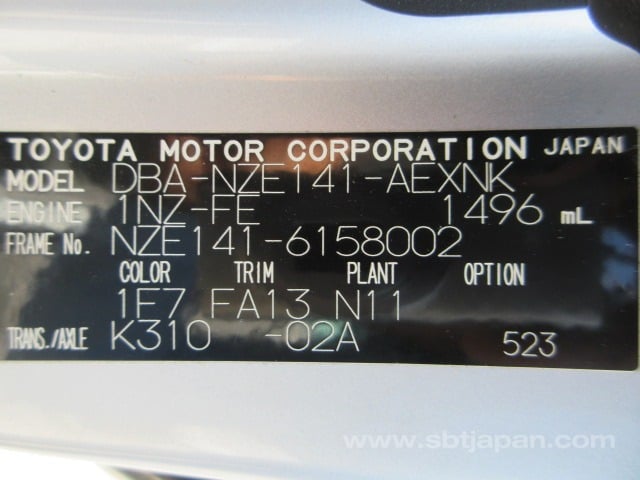 TOYOTA MOTOR CORPORATION JAPAN
MODEL DBA-NZE141-AEXNK
ENGINE 1NZ-FE 1496 mL
FRAME No. NZE141-6158002
COLOR TRIM PLANT OPTION
1F7 FA13 N11
TRANS./AXLE K310 -02A 523
www.sbtjapan.com